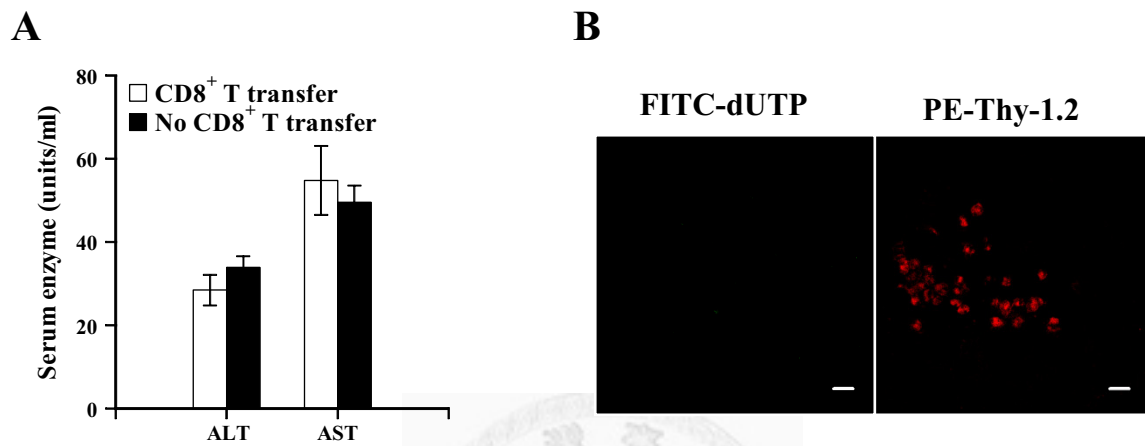 A
B
CD8+ T transfer
No CD8+ T transfer
Serum enzyme (units/ml)
80
60
40
20
0
ALT
AST
FITC-dUTP
PE-Thy-1.2